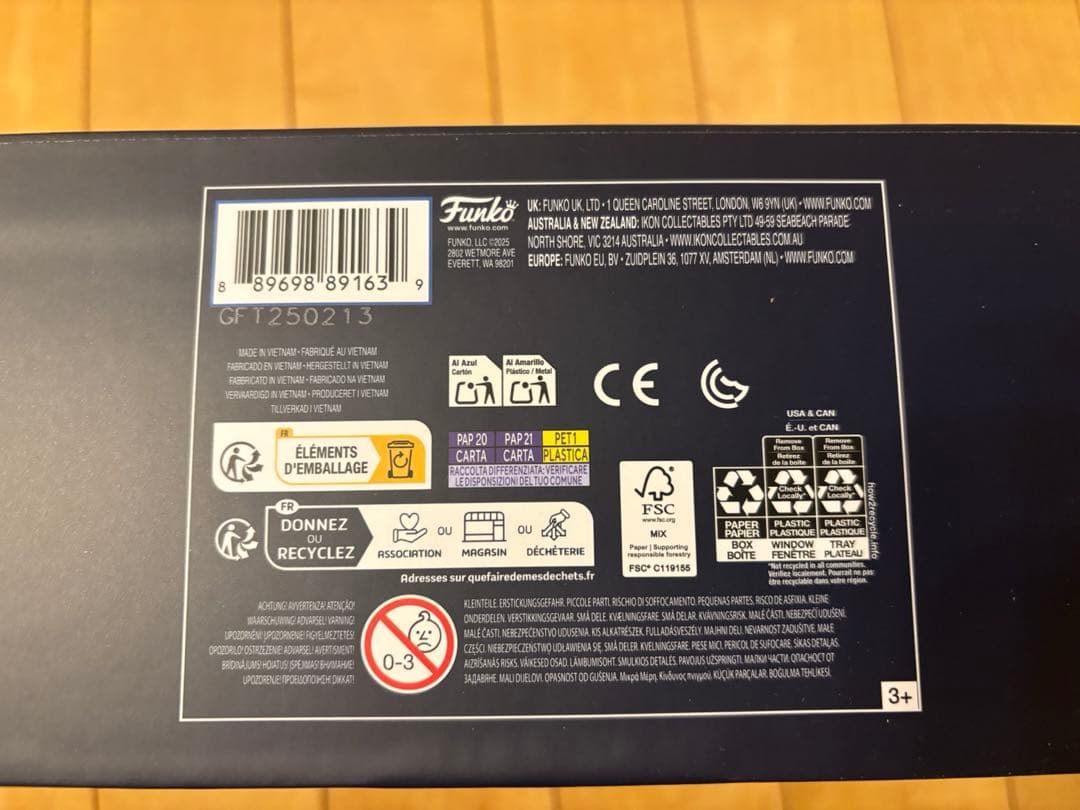 8 89698 89163 9
GFT250213
Funko
www.funko.com
FUNKO, LLC ©2025
2802 WETMORE AVE
EVERETT, WA 98201
UK: FUNKO UK, LTD • 1 QUEEN CAROLINE STREET, LONDON, W6 9YN (UK) • WWW.FUNKO.COM
AUSTRALIA & NEW ZEALAND: IKON COLLECTABLES PTY LTD 49-59 SEABEACH PARADE,
NORTH SHORE, VIC 3214 AUSTRALIA • WWW.IKONCOLLECTABLES.COM.AU
EUROPE: FUNKO EU, BV • ZUIDPLEIN 36, 1077 XV, AMSTERDAM (NL) • WWW.FUNKO.COM
MADE IN VIETNAM • FABRIQUÉ AU VIETNAM
FABRICADO EN VIETNAM • HERGESTELLT IN VIETNAM
FABBRICATO IN VIETNAM • FABRICADO NA VIETNAM
VERVAARDIGD IN VIETNAM • PRODUCERET I VIETNAM
TILLVERKAD I VIETNAM
Al Azul
Cartón
Al Amarillo
Plástico / Metal
CE
FR
ÉLÉMENTS
D'EMBALLAGE
PAP 20 PAP 21 PET1
CARTA CARTA PLASTICA
RACCOLTA DIFFERENZIATA: VERIFICARE
LE DISPOSIZIONI DEL TUO COMUNE
FR
DONNEZ
OU
RECYCLEZ
ASSOCIATION
OU
MAGASIN
OU
DÉCHÈTERIE
Adresses sur quefairedemesdechets.fr
FSC
www.fsc.org
MIX
Paper | Supporting
responsible forestry
FSC® C119155
USA & CAN
É.-U. et CAN
Remove From Box
Retirez de la boîte
Remove From Box
Retirez de la boîte
Check Locally*
Check Locally*
PAPER
PAPIER
PLASTIC
PLASTIQUE
PLASTIC
PLASTIQUE
BOX
BOÎTE
WINDOW
FENÊTRE
TRAY
PLATEAU
how2recycle.info
*Not recycled in all communities.
Vérifiez localement. Pourrait ne pas
être recyclable dans votre région.
ACHTUNG! AVVERTENZA! ATENÇÃO!
WAARSCHUWING! ADVARSEL! VARNING!
UPOZORNĚNÍ! UPOZORNENIE! FIGYELMEZTETÉS!
OPOZORILO! OSTRZEŻENIE! ADVARSEL! AVERTISMENT!
BRĪDINĀJUMS! HOIATUS! ĮSPĖJIMAS! ВНИМАНИЕ!
UPOZORENJE! ΠΡΟΕΙΔΟΠΟΙΗΣΗ! DİKKAT!
0-3
KLEINTEILE. ERSTICKUNGSGEFAHR. PICCOLE PARTI. RISCHIO DI SOFFOCAMENTO. PEQUENAS PARTES. RISCO DE ASFIXIA. KLEINE
ONDERDELEN. VERSTIKKINGSGEVAAR. SMÅ DELE. KVÆLNINGSFARE. SMÅ DELAR. KVÄVNINGSRISK. MALÉ ČÁSTI. NEBEZPEČÍ UDUŠENÍ.
MALÉ ČASTI. NEBEZPEČENSTVO UDUSENIA. KIS ALKATRÉSZEK. FULLADÁSVESZÉLY. MAJHNI DELI. NEVARNOST ZADUŠITVE. MAŁE
CZĘŚCI. NIEBEZPIECZEŃSTWO UDŁAWIENIA SIĘ. SMÅ DELER. KVELNINGSFARE. PIESE MICI. PERICOL DE SUFOCARE. SĪKAS DETAĻAS.
AIZRĪŠANĀS RISKS. VÄIKESED OSAD. LÄMBUMISOHT. SMULKIOS DETALĖS. PAVOJUS UŽSPRINGTI. МАЛКИ ЧАСТИ. ОПАСНОСТ ОТ
ЗАДАВЯНЕ. MALI DIJELOVI. OPASNOST OD GUŠENJA. Μικρά Μέρη. Κίνδυνος πνιγμού. KÜÇÜK PARÇALAR. BOĞULMA TEHLİKESİ.
3+